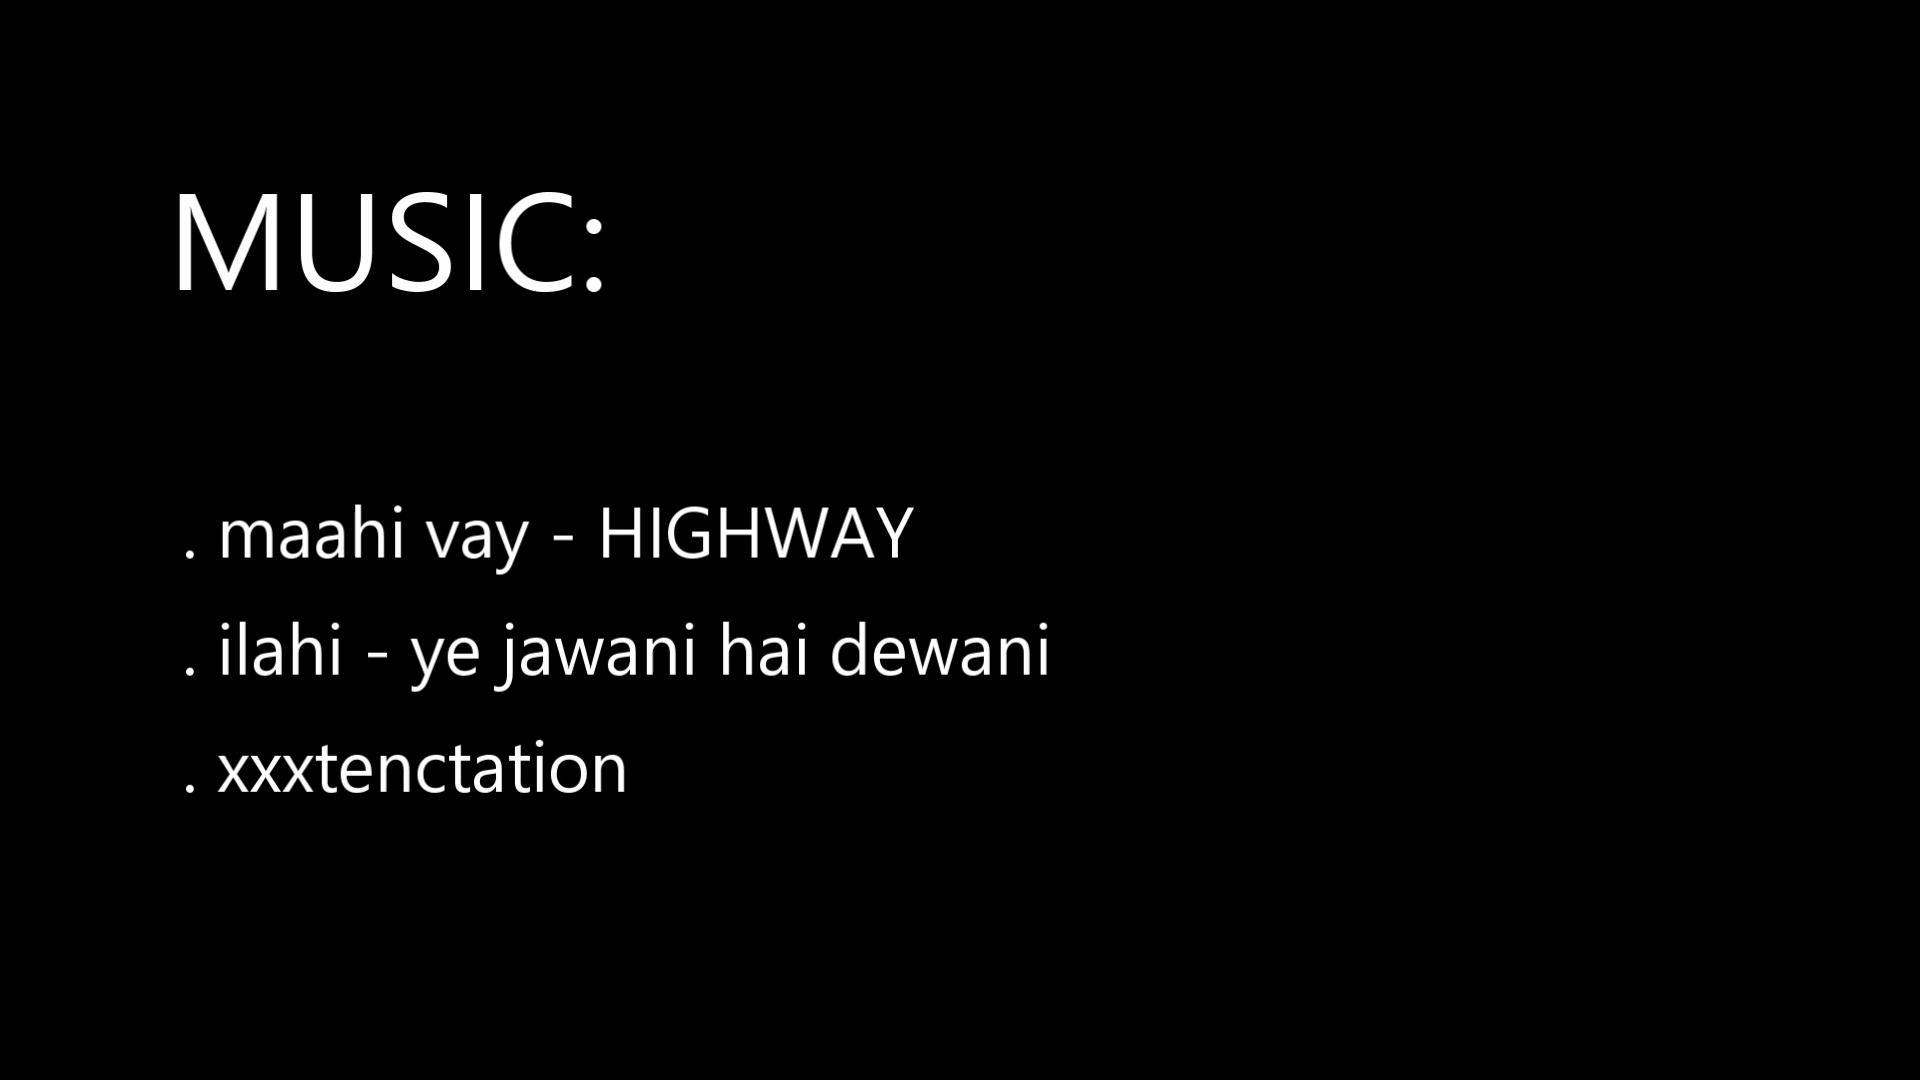 MUSIC:
. maahi vay - HIGHWAY
. ilahi - ye jawani hai dewani
. xxxtenctation